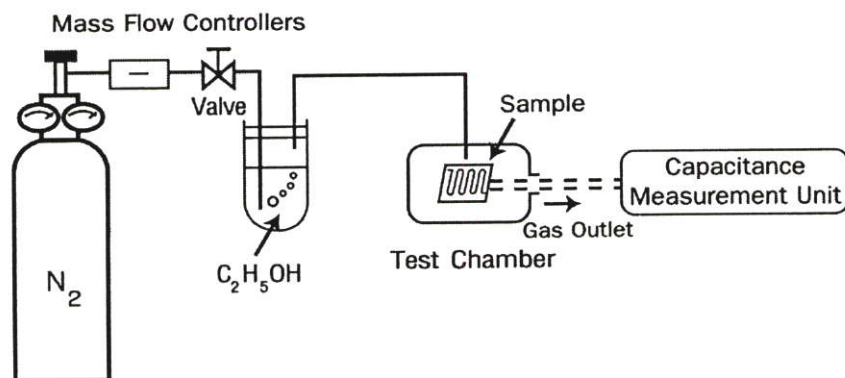 Mass Flow Controllers
Valve
Sample
Capacitance
Measurement Unit
Gas Outlet
Test Chamber
C₂H₅OH
N₂